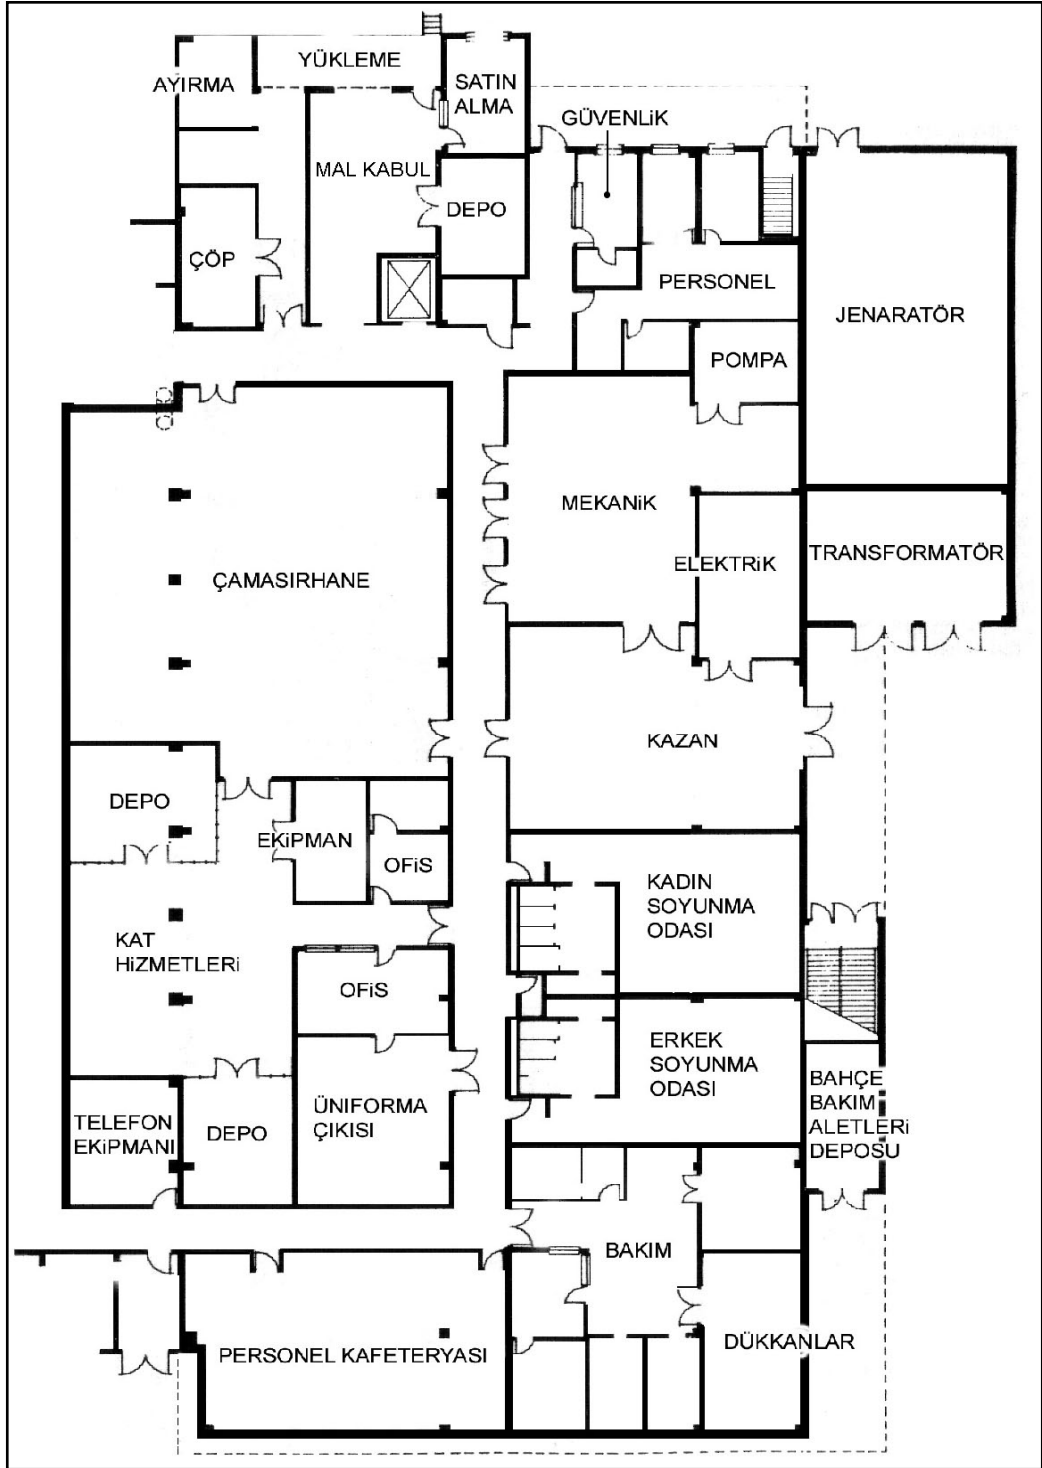 YÜKLEME
AYIRMA
SATIN
ALMA
GÜVENLiK
MAL KABUL
DEPO
ÇÖP
PERSONEL
JENARATÖR
POMPA
MEKANiK
ELEKTRiK
TRANSFORMATÖR
ÇAMASIRHANE
KAZAN
DEPO
EKiPMAN
OFiS
KADIN
SOYUNMA
ODASI
KAT
HiZMETLERi
OFiS
ERKEK
SOYUNMA
ODASI
BAHÇE
BAKIM
ALETLERi
DEPOSU
TELEFON
EKiPMANI
DEPO
ÜNIFORMA
ÇIKISI
BAKIM
DÜKKANLAR
PERSONEL KAFETERYASI